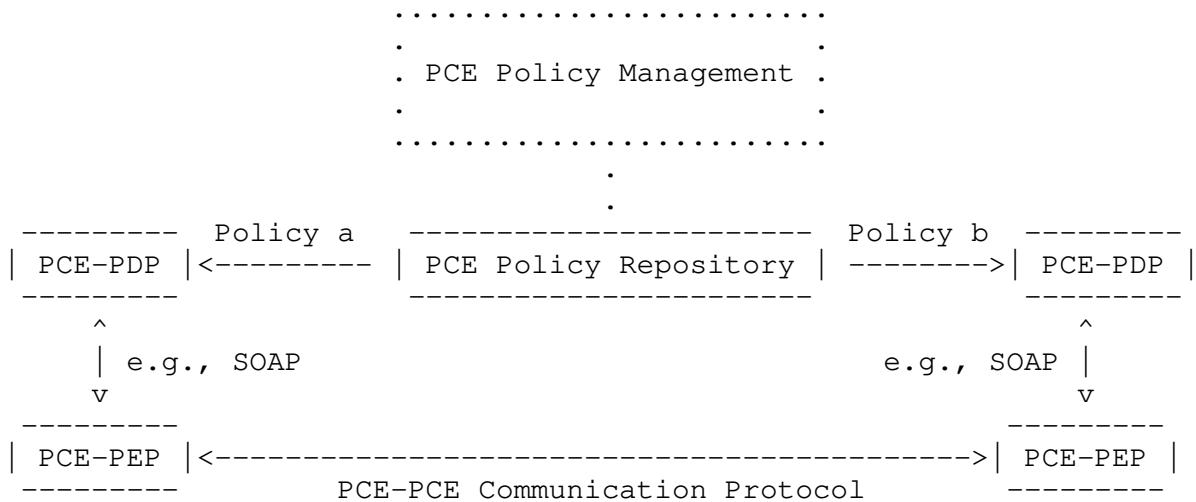 PCE Policy Management
Policy a Policy b
PCE-PDP PCE Policy Repository PCE-PDP
e.g., SOAP e.g., SOAP
PCE-PEP PCE-PEP
PCE-PCE Communication Protocol